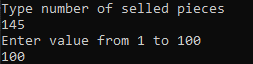 Type number of selled pieces
145
Enter value from 1 to 100
100